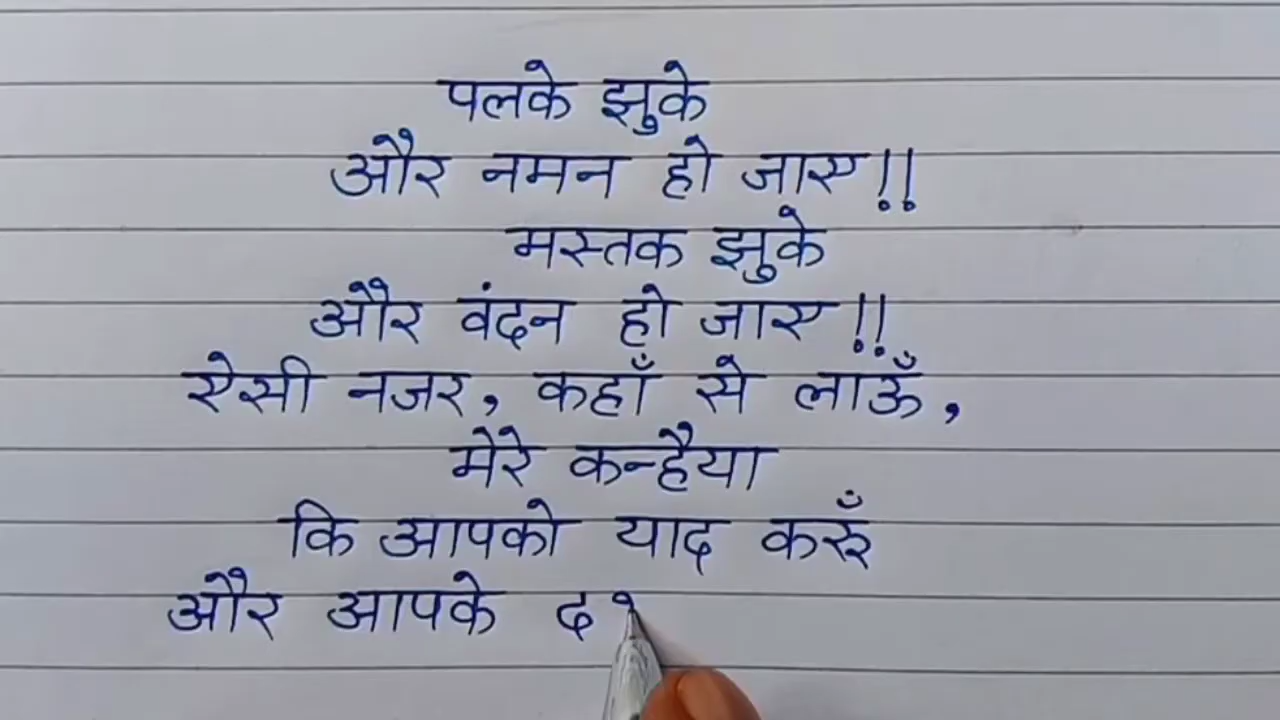 पलके झुके
और नमन हो जाए!!
मस्तक झुके
और वंदन हो जाए!!
ऐसी नजर, कहाँ से लाऊँ,
मेरे कन्हैया
कि आपको याद करूँ
और आपके द